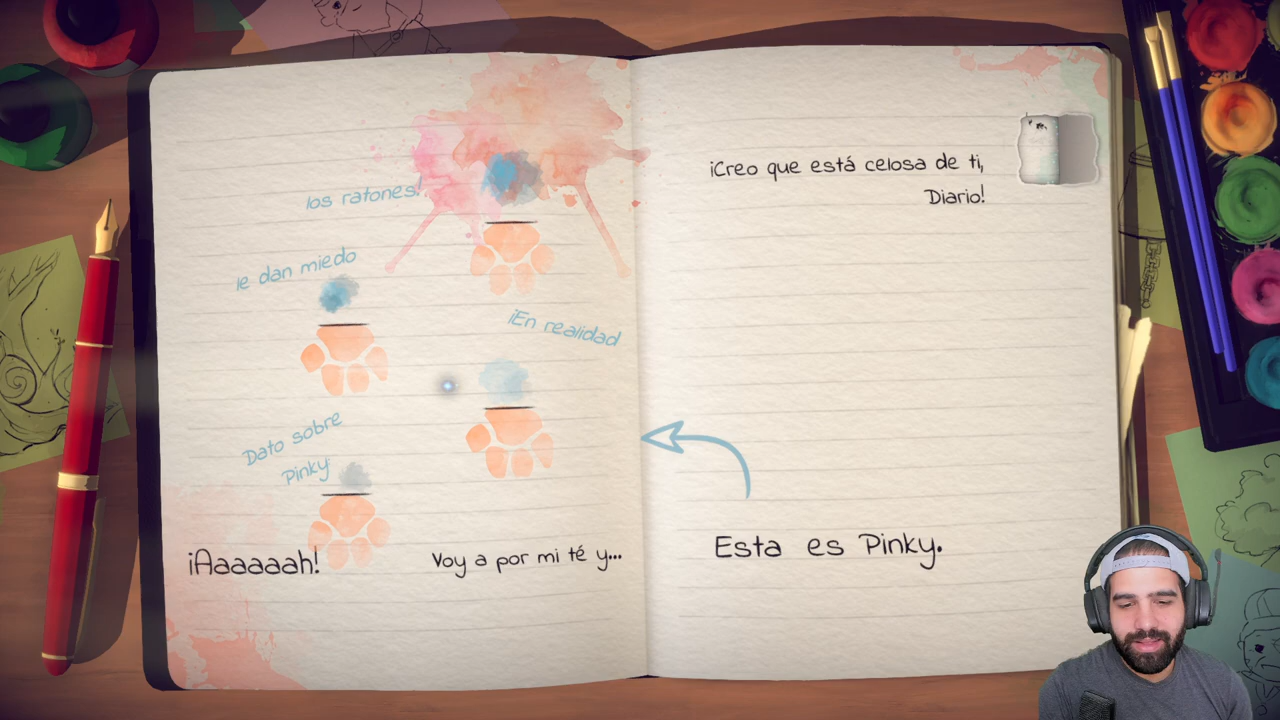 los ratones!
le dan miedo
¡En realidad
Dato sobre
Pinky:
¡Aaaaaah!
Voy a por mi té y...
¡Creo que está celosa de ti,
Diario!
Esta es Pinky.